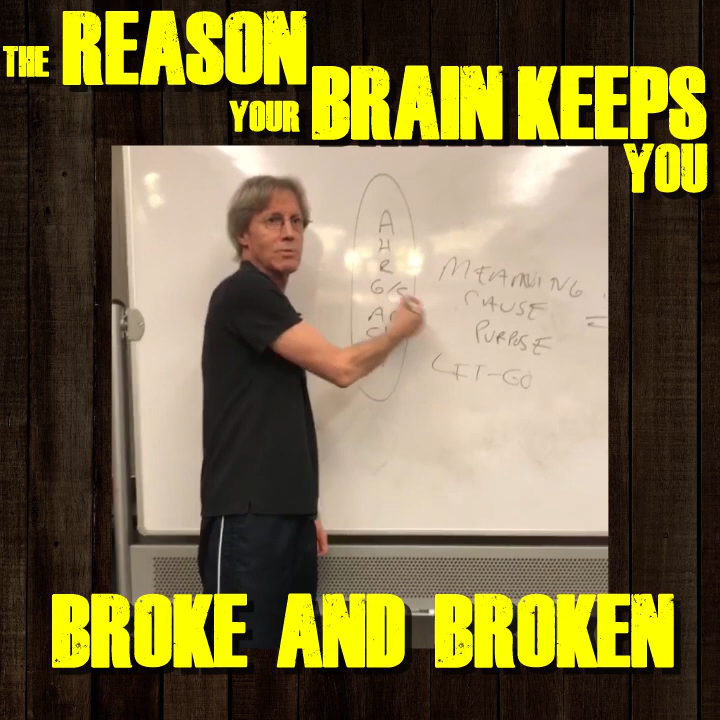 THE REASON
YOUR BRAIN KEEPS
YOU
A
H
R
G/C
A
MEANING
CAUSE
PURPOSE
LET-GO
BROKE AND BROKEN